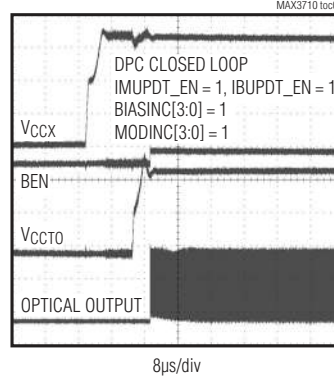 MAX3710 toc
DPC CLOSED LOOP
IMUPDT_EN = 1, IBUPDT_EN = 1
BIASINC[3:0] = 1
MODINC[3:0] = 1
VCCX
BEN
VCCTO
OPTICAL OUTPUT
8µs/div